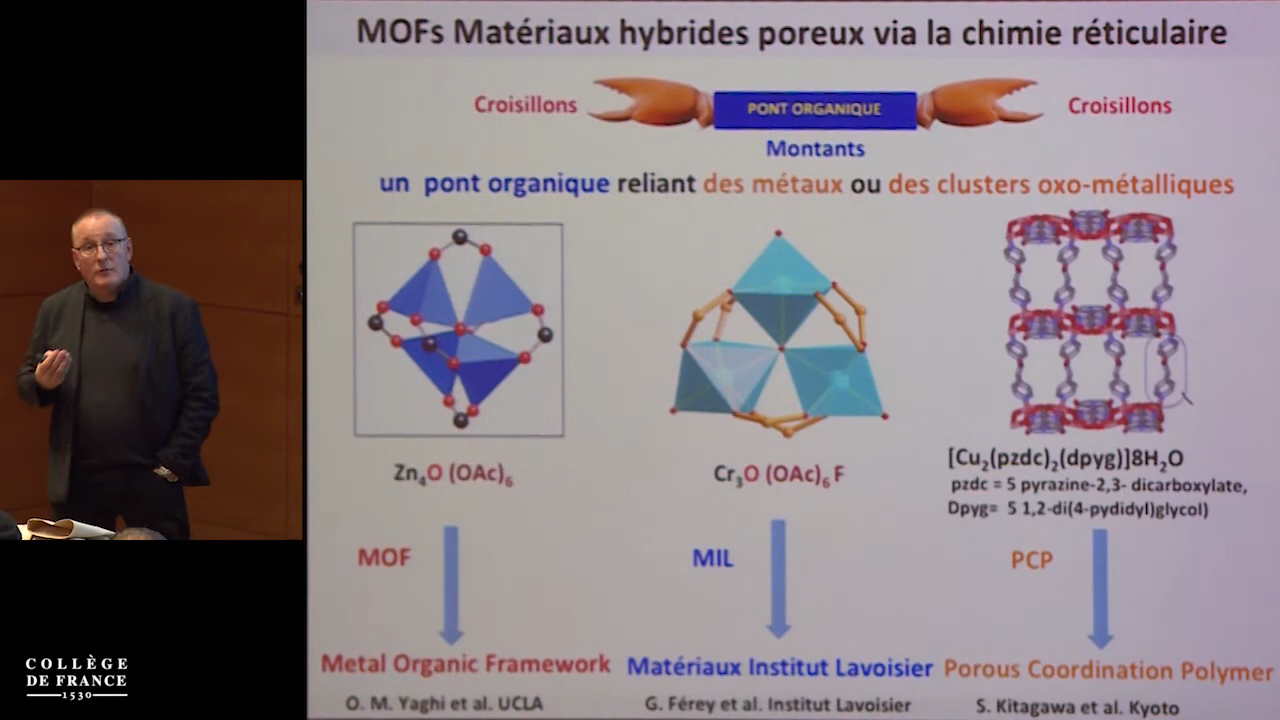 MOFs Matériaux hybrides poreux via la chimie réticulaire
Croisillons
PONT ORGANIQUE
Croisillons
Montants
un pont organique reliant des métaux ou des clusters oxo-métalliques
Zn4O (OAc)6
Cr3O (OAc)6 F
[Cu2(pzdc)2(dpyg)]8H2O
pzdc = 5 pyrazine-2,3- dicarboxylate,
Dpyg= 5 1,2-di(4-pydidyl)glycol)
MOF
MIL
PCP
Metal Organic Framework
Matériaux Institut Lavoisier
Porous Coordination Polymer
O. M. Yaghi et al. UCLA
G. Férey et al. Institut Lavoisier
S. Kitagawa et al. Kyoto
COLLÈGE
DE FRANCE
1530